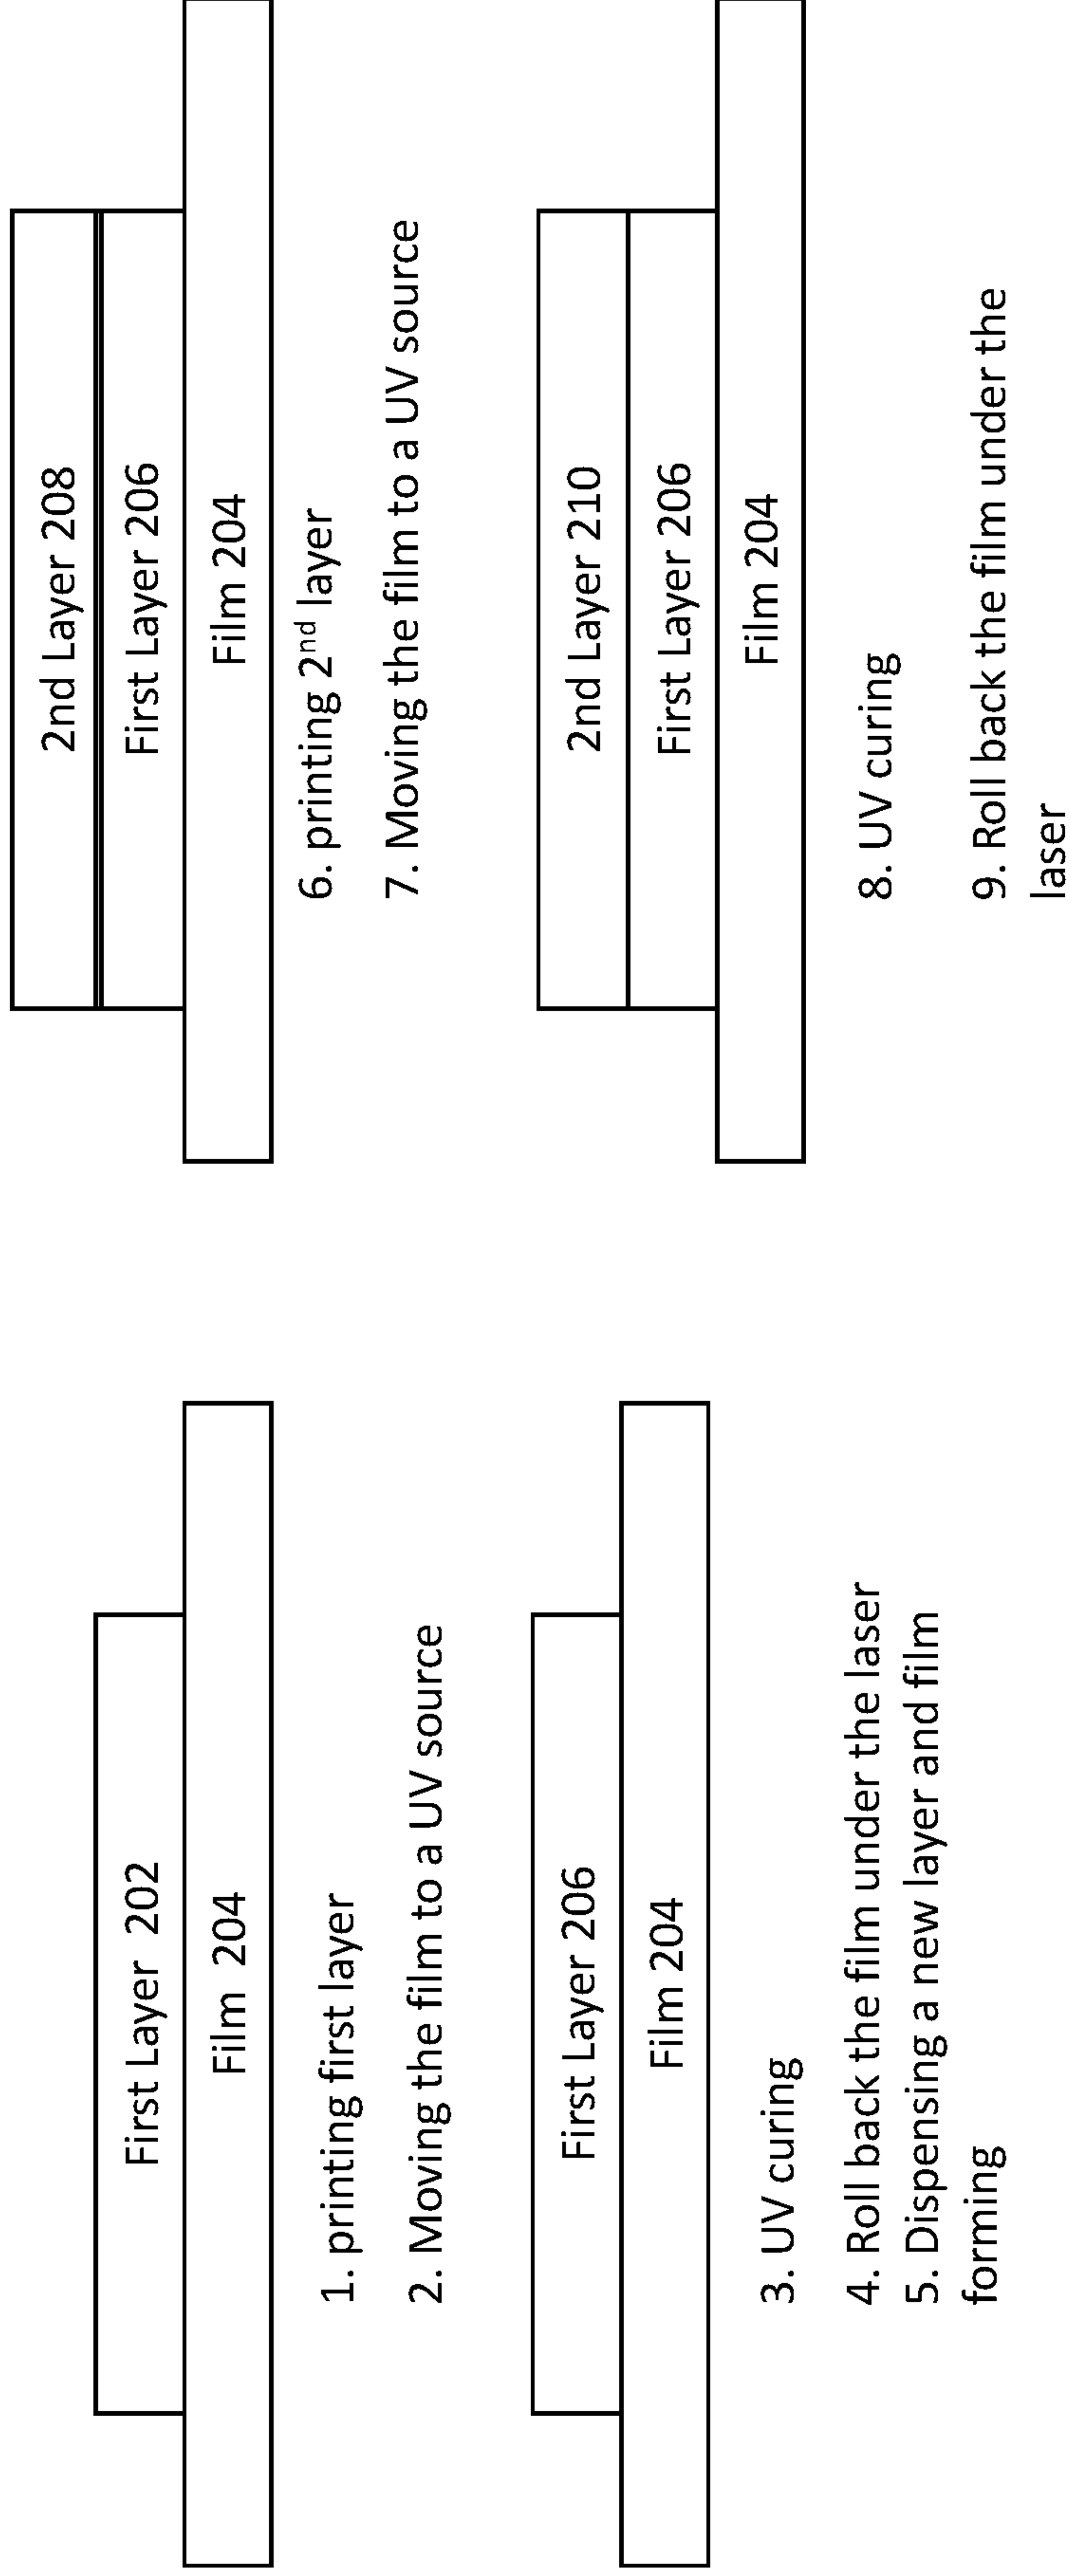 First Layer 202
Film 204
1. printing first layer
2. Moving the film to a UV source
First Layer 206
Film 204
3. UV curing
4. Roll back the film under the laser
5. Dispensing a new layer and film
forming
2nd Layer 208
First Layer 206
Film 204
6. printing 2nd layer
7. Moving the film to a UV source
2nd Layer 210
First Layer 206
Film 204
8. UV curing
9. Roll back the film under the
laser